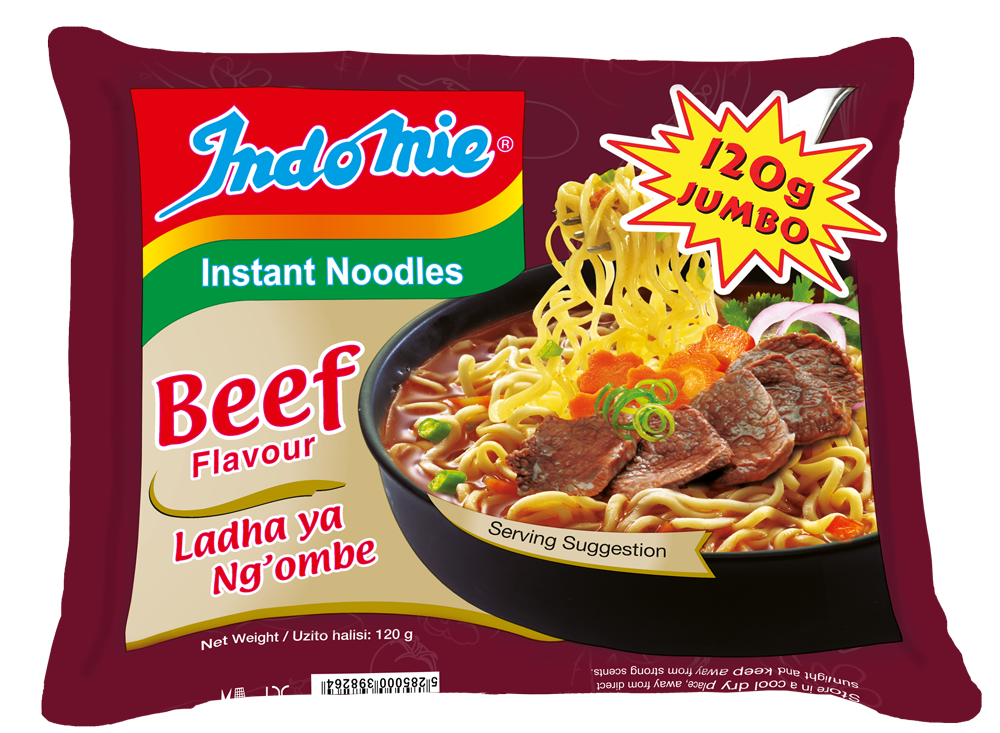 Indomie®
120g
JUMBO
Instant Noodles
Beef
Flavour
Ladha ya
Ng'ombe
Serving Suggestion
Net Weight / Uzito halisi: 120 g
5285000398264
Store in a cool dry place, away from direct
sunlight and keep away from strong scents.